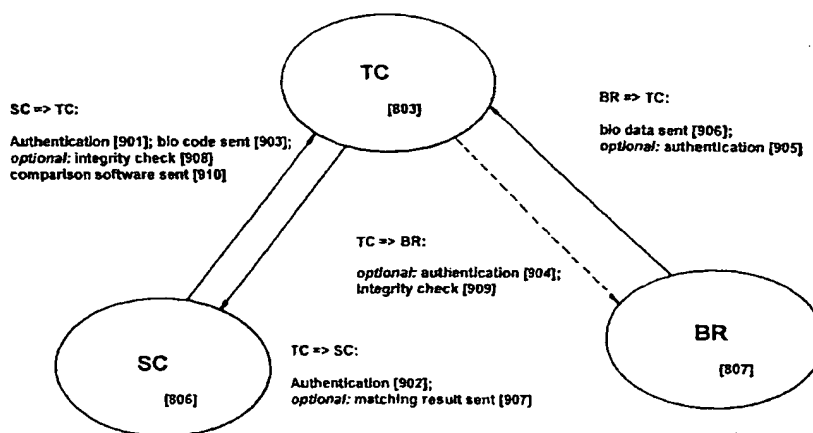 TC
[803]
SC => TC:
Authentication [901]; bio code sent [903];
optional: integrity check [908]
comparison software sent [910]
BR => TC:
bio data sent [906];
optional: authentication [905]
TC => BR:
optional: authentication [904];
integrity check [909]
SC
[806]
TC => SC:
Authentication [902];
optional: matching result sent [907]
BR
[807]